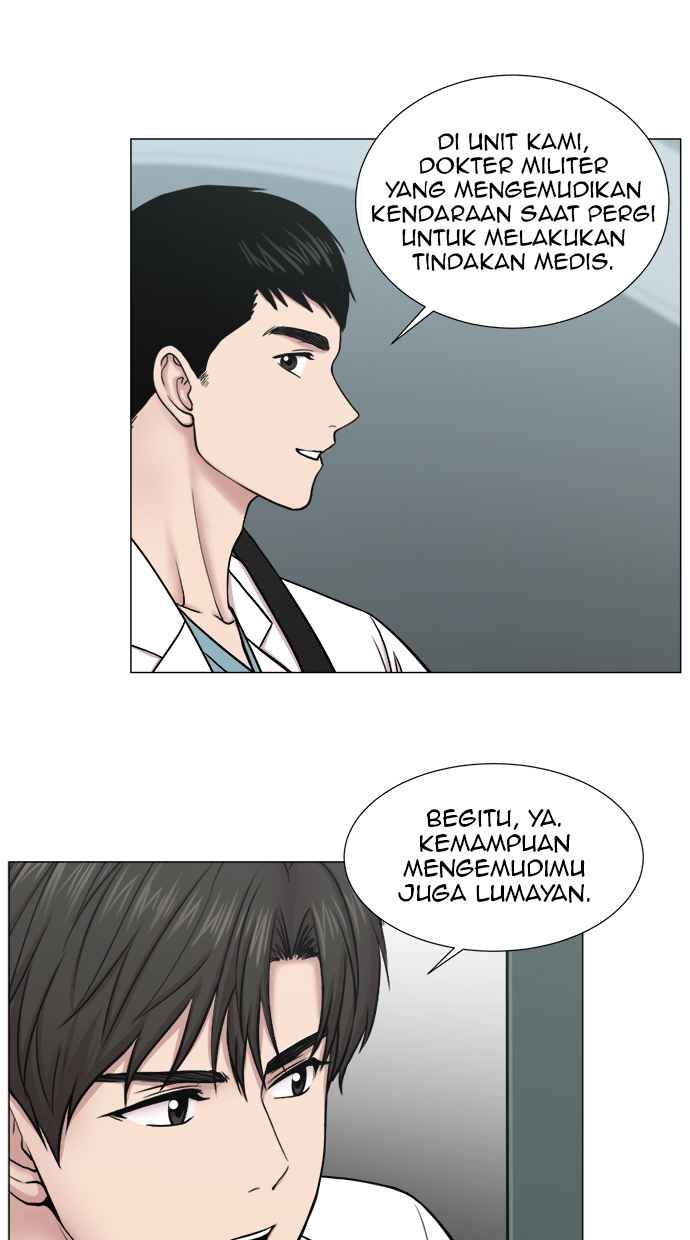 DI UNIT KAMI,
DOKTER MILITER
YANG MENGEMUDIKAN
KENDARAAN SAAT PERGI
UNTUK MELAKUKAN
TINDAKAN MEDIS.
BEGITU, YA.
KEMAMPUAN
MENGEMUDIMU
JUGA LUMAYAN.